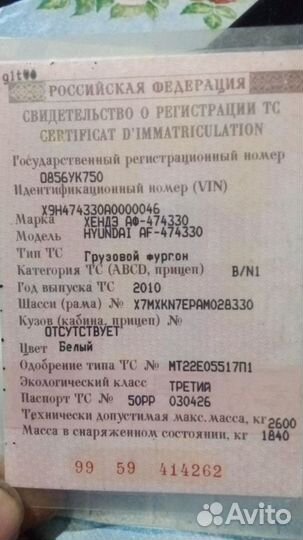 РОССИЙСКАЯ ФЕДЕРАЦИЯ
СВИДЕТЕЛЬСТВО О РЕГИСТРАЦИИ ТС
CERTIFICAT D'IMMATRICULATION
Государственный регистрационный номер
О856УК750
Идентификационный номер (VIN)
X9H474330A0000046
Марка ХЕНДЭ АФ-474330
Модель HYUNDAI AF-474330
Тип ТС Грузовой фургон
Категория ТС (ABCD, прицеп) B/N1
Год выпуска ТС 2010
Шасси (рама) № X7MXKN7EPAM028330
Кузов (кабина, прицеп) №
ОТСУТСТВУЕТ
Цвет Белый
Одобрение типа ТС № МТ22Е05517П1
Экологический класс ТРЕТИЙ
Паспорт ТС № 50РР 030426
Технически допустимая макс. масса, кг 2600
Масса в снаряженном состоянии, кг 1840
99 59 414262
Avito